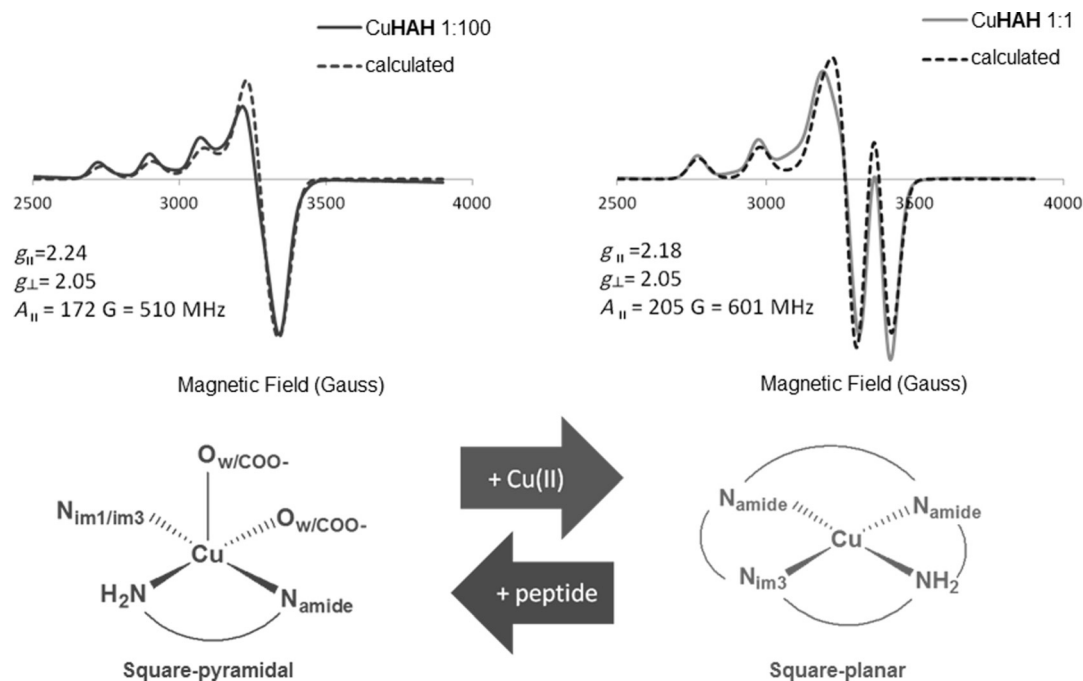 CuHAH 1:100
calculated
2500
3000
3500
4000
g||=2.24
g⊥= 2.05
A|| = 172 G = 510 MHz
Magnetic Field (Gauss)
CuHAH 1:1
calculated
2500
3000
3500
4000
g||=2.18
g⊥= 2.05
A|| = 205 G = 601 MHz
Magnetic Field (Gauss)
Ow/COO-
Nim1/im3
Ow/COO-
Cu
H2N
Namide
Square-pyramidal
+ Cu(II)
+ peptide
Namide
Namide
Cu
Nim3
NH2
Square-planar